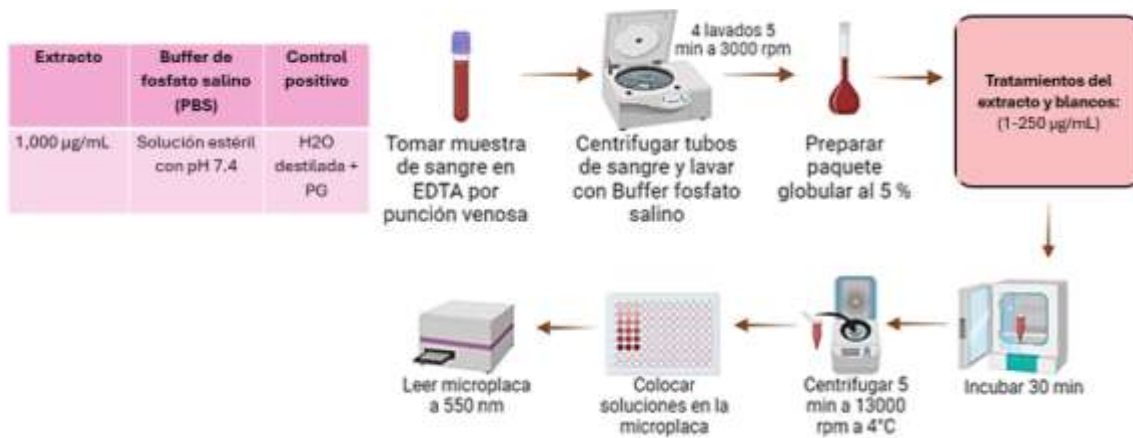 Extracto
Buffer de
fosfato salino
(PBS)
Control
positivo
1,000 µg/mL
Solución estéril
con pH 7.4
H2O
destilada +
PG
Tomar muestra
de sangre en
EDTA por
punción venosa
4 lavados 5
min a 3000 rpm
Centrifugar tubos
de sangre y lavar
con Buffer fosfato
salino
Preparar
paquete
globular al 5 %
Tratamientos del
extracto y blancos:
(1-250 µg/mL)
Incubar 30 min
Centrifugar 5
min a 13000
rpm a 4°C
Colocar
soluciones en la
microplaca
Leer microplaca
a 550 nm